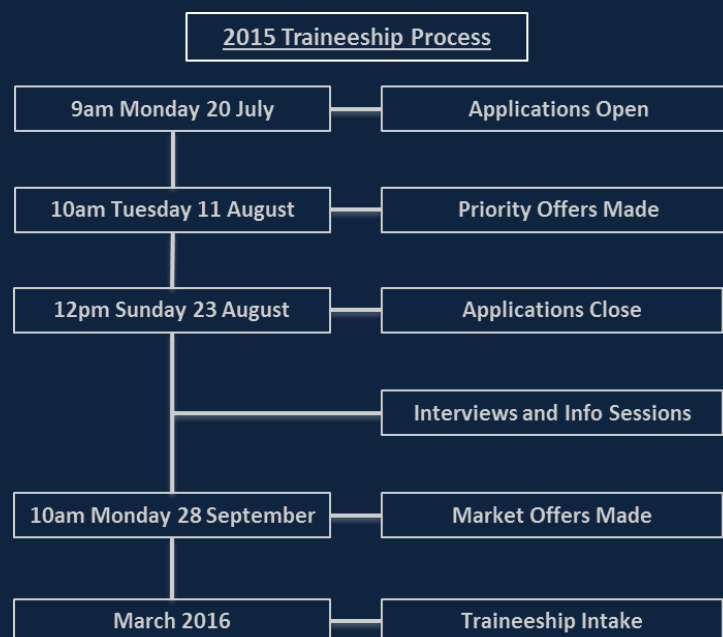 2015 Traineeship Process
9am Monday 20 July
Applications Open
10am Tuesday 11 August
Priority Offers Made
12pm Sunday 23 August
Applications Close
Interviews and Info Sessions
10am Monday 28 September
Market Offers Made
March 2016
Traineeship Intake